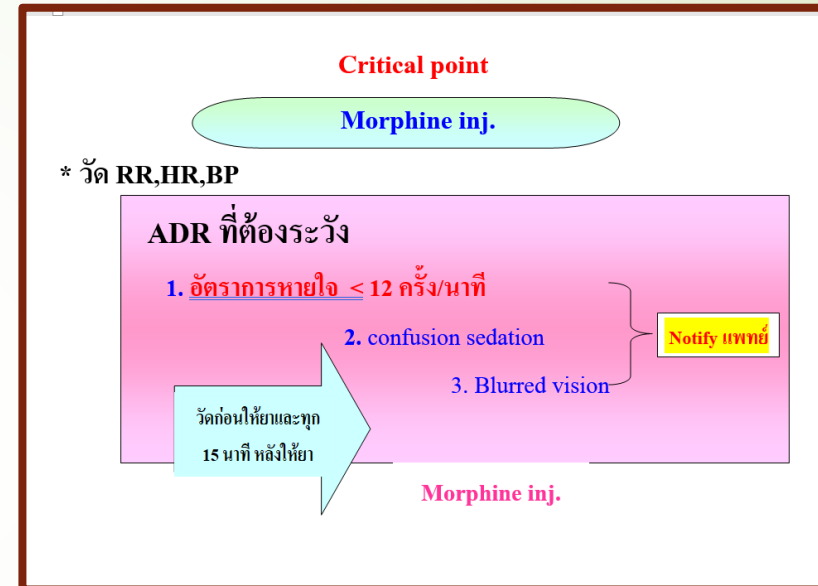 Critical point
Morphine inj.
* วัด RR,HR,BP
ADR ที่ต้องระวัง
1. อัตราการหายใจ < 12 ครั้ง/นาที
2. confusion sedation
3. Blurred vision
Notify แพทย์
วัดก่อนให้ยาและทุก
15 นาที หลังให้ยา
Morphine inj.